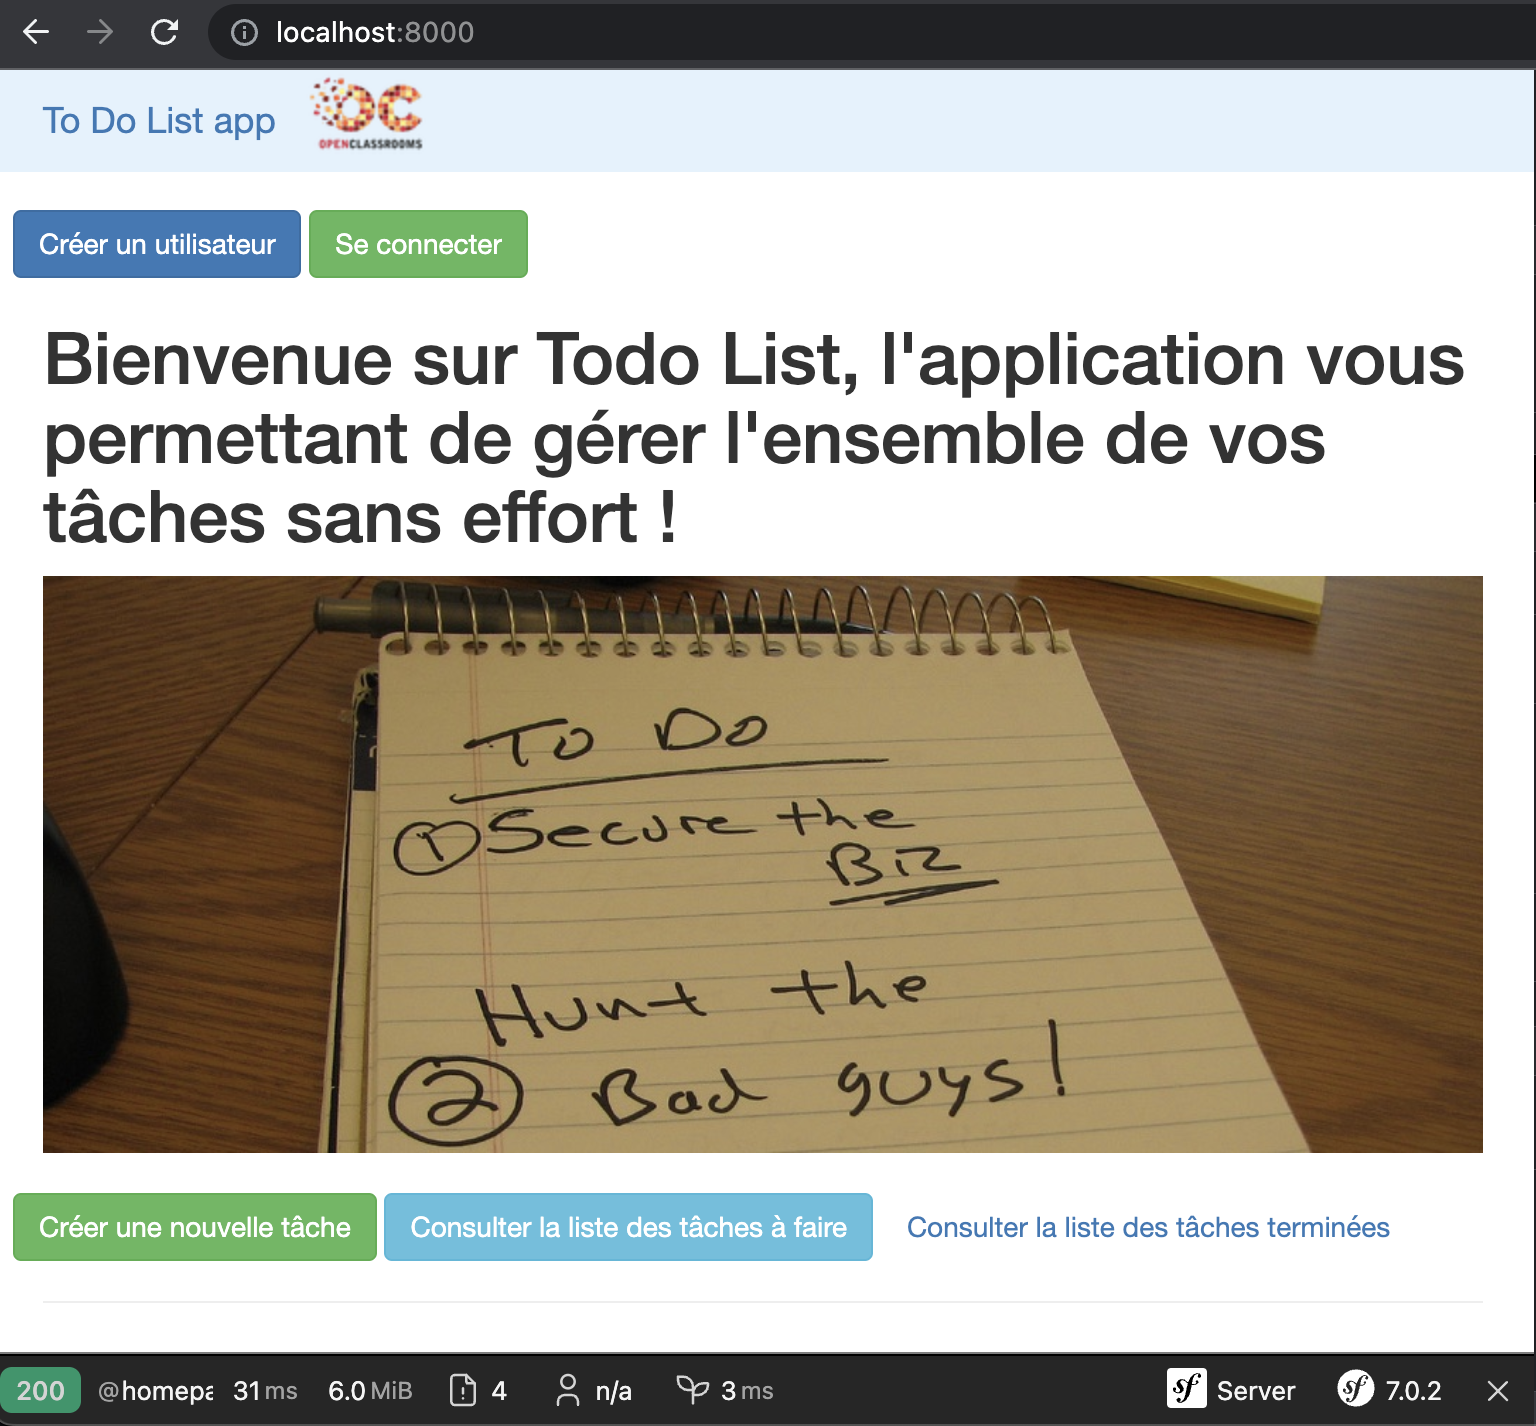 localhost:8000
To Do List app
OC
OPENCLASSROOMS
Créer un utilisateur
Se connecter
Bienvenue sur Todo List, l'application vous
permettant de gérer l'ensemble de vos
tâches sans effort !
To Do
1 Secure the
Biz
Hunt the
2 Bad guys!
Créer une nouvelle tâche
Consulter la liste des tâches à faire
Consulter la liste des tâches terminées
200 @homepa 31 ms 6.0 MiB 4 n/a 3 ms sf Server sf 7.0.2